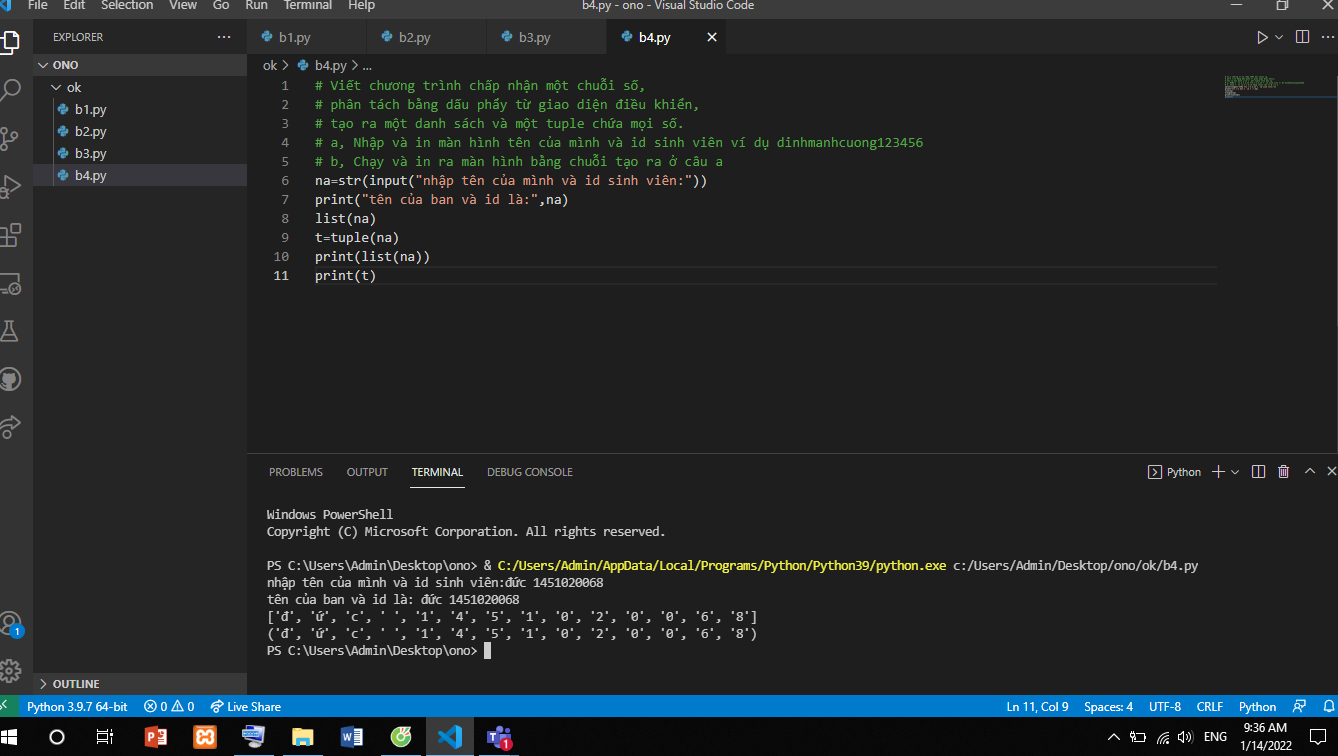 File Edit Selection View Go Run Terminal Help b4.py - ono - Visual Studio Code
EXPLORER ... b1.py b2.py b3.py b4.py
ONO
ok > b4.py > ...
ok
b1.py
b2.py
b3.py
b4.py
1 # Viết chương trình chấp nhận một chuỗi số,
2 # phân tách bằng dấu phẩy từ giao diện điều khiển,
3 # tạo ra một danh sách và một tuple chứa mọi số.
4 # a, Nhập và in màn hình tên của mình và id sinh viên ví dụ dinhmanhcuong123456
5 # b, Chạy và in ra màn hình bằng chuỗi tạo ra ở câu a
6 na=str(input("nhập tên của mình và id sinh viên:"))
7 print("tên của ban và id là:",na)
8 list(na)
9 t=tuple(na)
10 print(list(na))
11 print(t)
PROBLEMS OUTPUT TERMINAL DEBUG CONSOLE Python
Windows PowerShell
Copyright (C) Microsoft Corporation. All rights reserved.
PS C:\Users\Admin\Desktop\ono> & C:/Users/Admin/AppData/Local/Programs/Python/Python39/python.exe c:/Users/Admin/Desktop/ono/ok/b4.py
nhập tên của mình và id sinh viên:đức 1451020068
tên của ban và id là: đức 1451020068
['đ', 'ứ', 'c', ' ', '1', '4', '5', '1', '0', '2', '0', '0', '6', '8']
('đ', 'ứ', 'c', ' ', '1', '4', '5', '1', '0', '2', '0', '0', '6', '8')
PS C:\Users\Admin\Desktop\ono>
1
OUTLINE
Python 3.9.7 64-bit 0 0 Live Share Ln 11, Col 9 Spaces: 4 UTF-8 CRLF Python
1 ENG 9:36 AM
1/14/2022